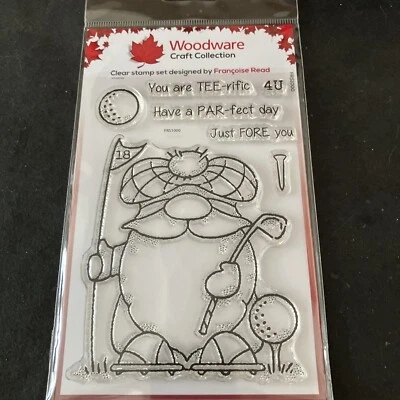 Woodware
Craft Collection
Clear stamp set designed by Françoise Read
You are TEE-rific 4U
Have a PAR-fect day
Just FORE you
18